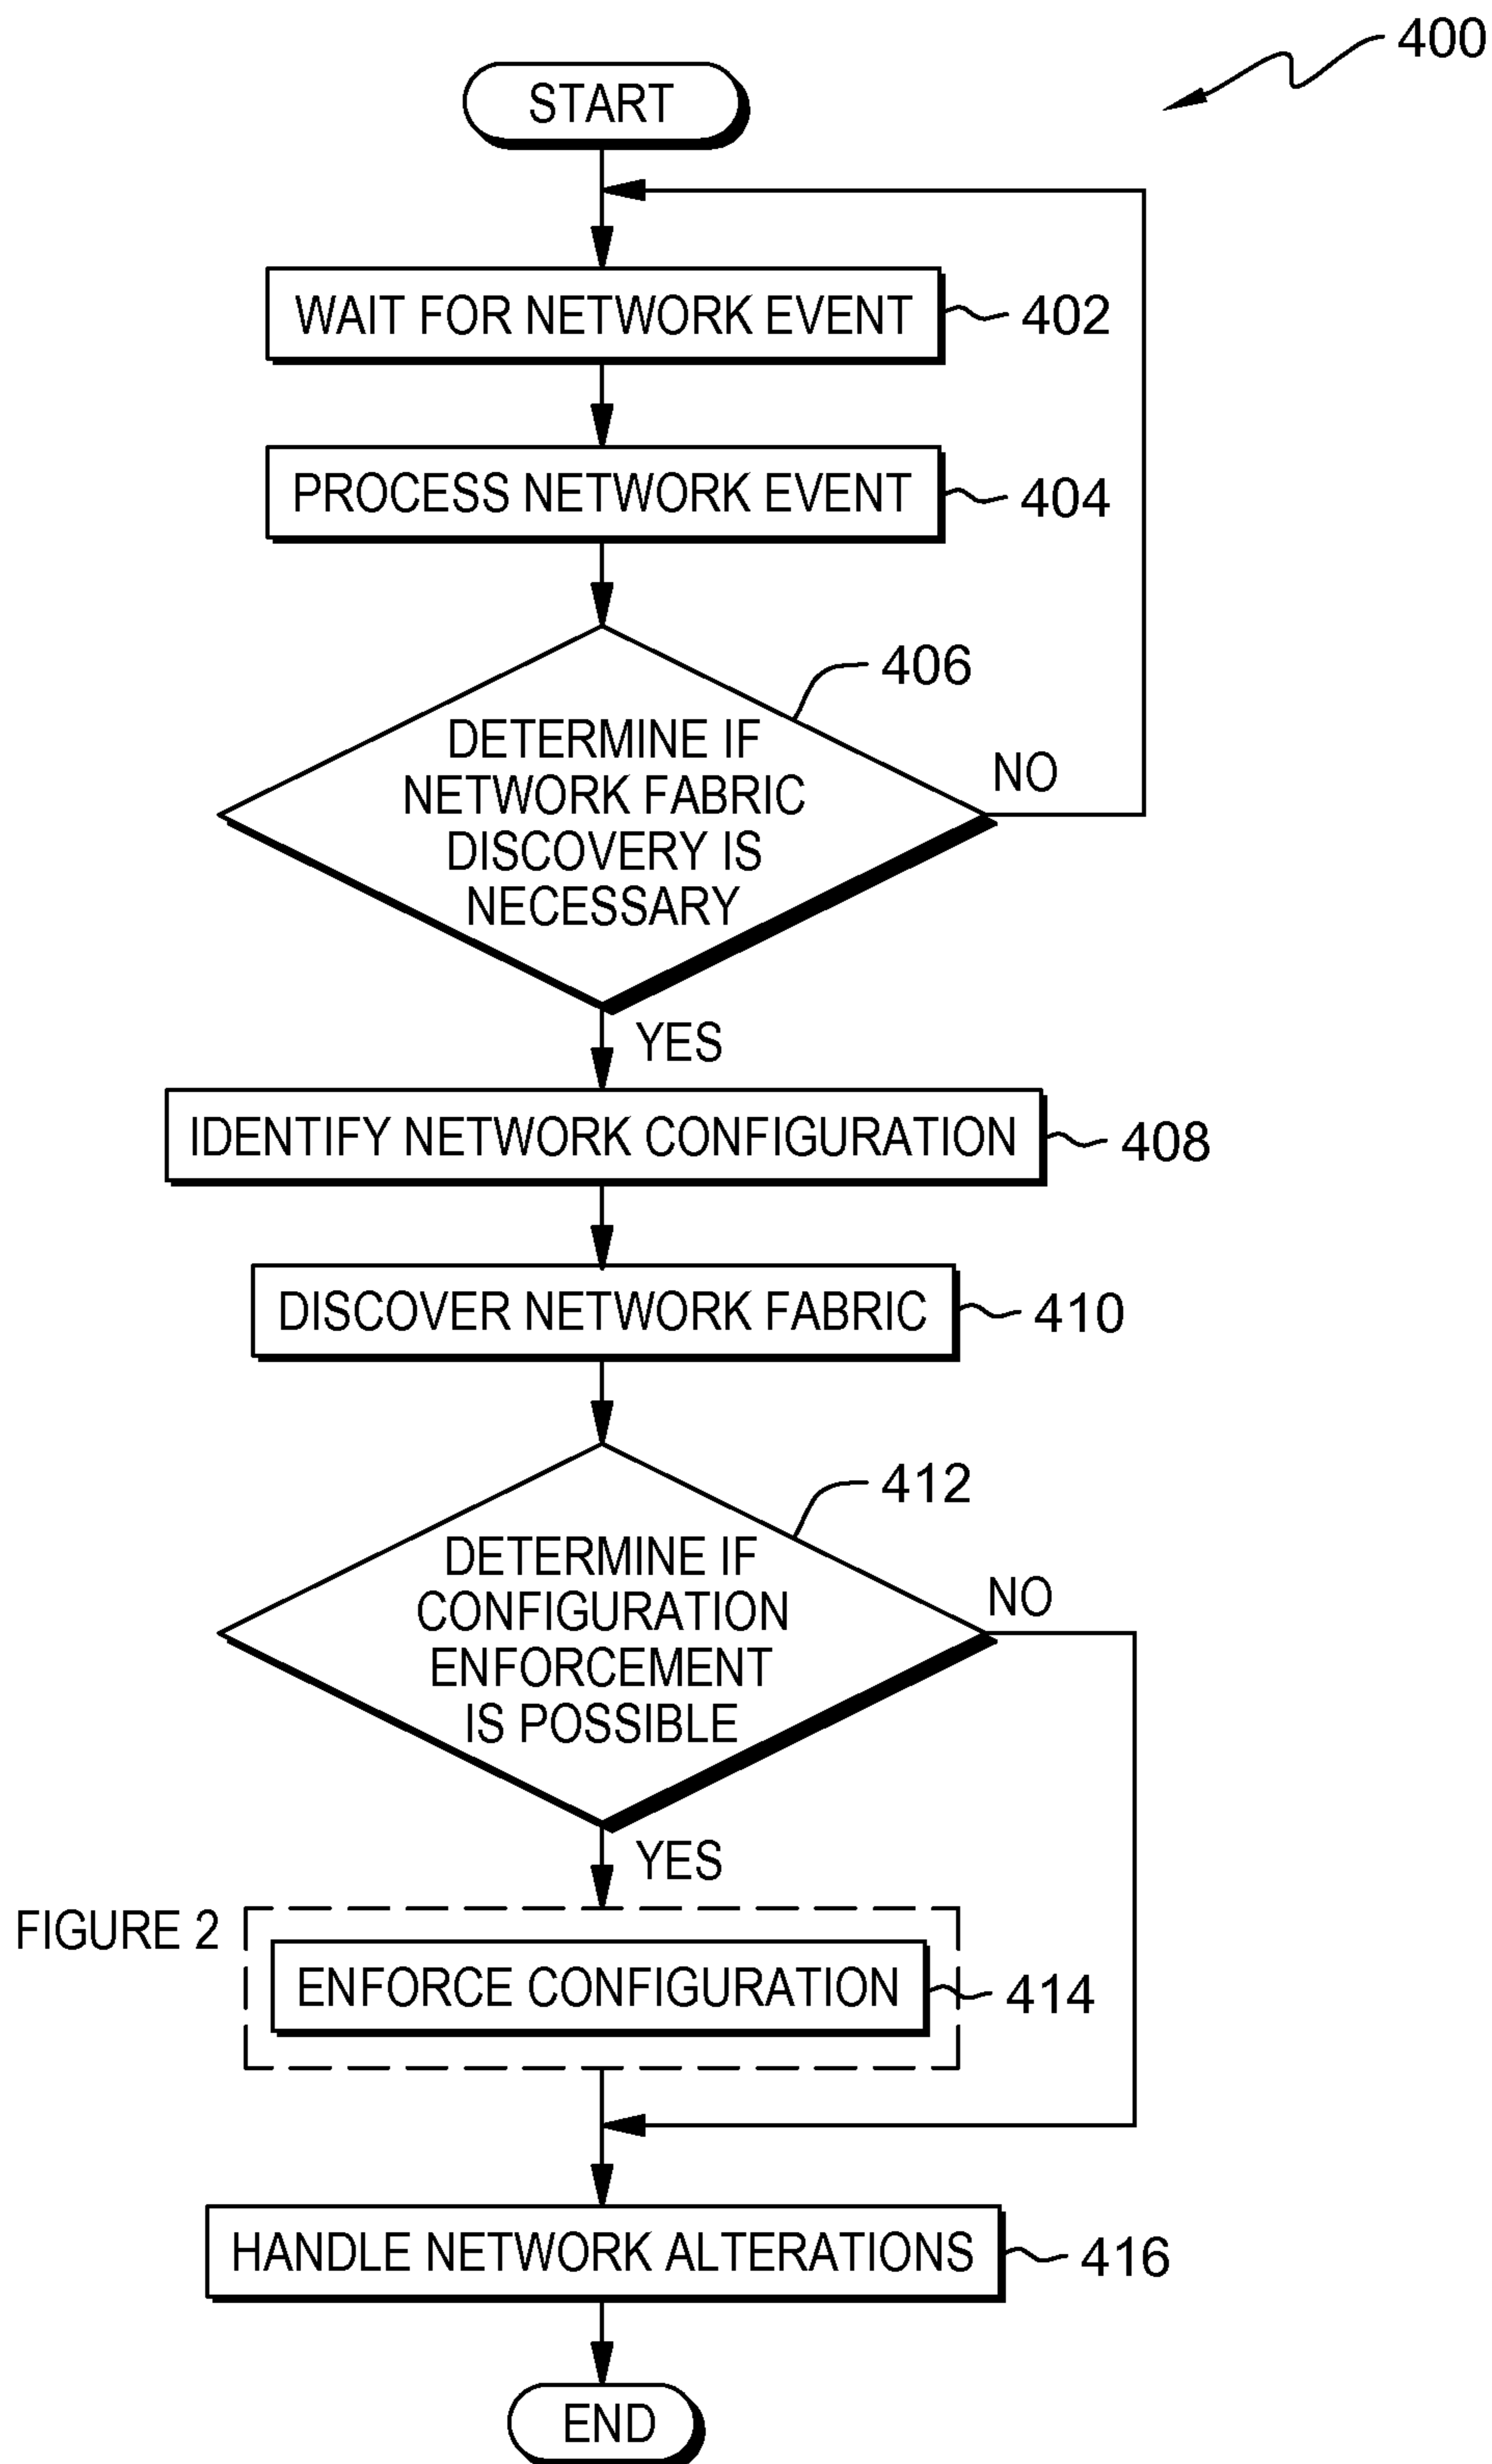 400
START
WAIT FOR NETWORK EVENT
402
PROCESS NETWORK EVENT
404
406
DETERMINE IF
NETWORK FABRIC
DISCOVERY IS
NECESSARY
NO
YES
IDENTIFY NETWORK CONFIGURATION
408
DISCOVER NETWORK FABRIC
410
412
DETERMINE IF
CONFIGURATION
ENFORCEMENT
IS POSSIBLE
NO
YES
FIGURE 2
ENFORCE CONFIGURATION
414
HANDLE NETWORK ALTERATIONS
416
END